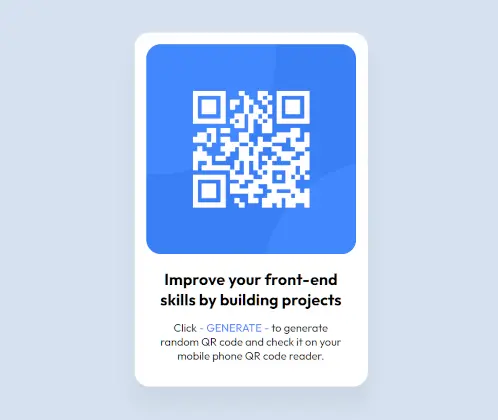 Improve your front-end
skills by building projects
Click - GENERATE - to generate
random QR code and check it on your
mobile phone QR code reader.